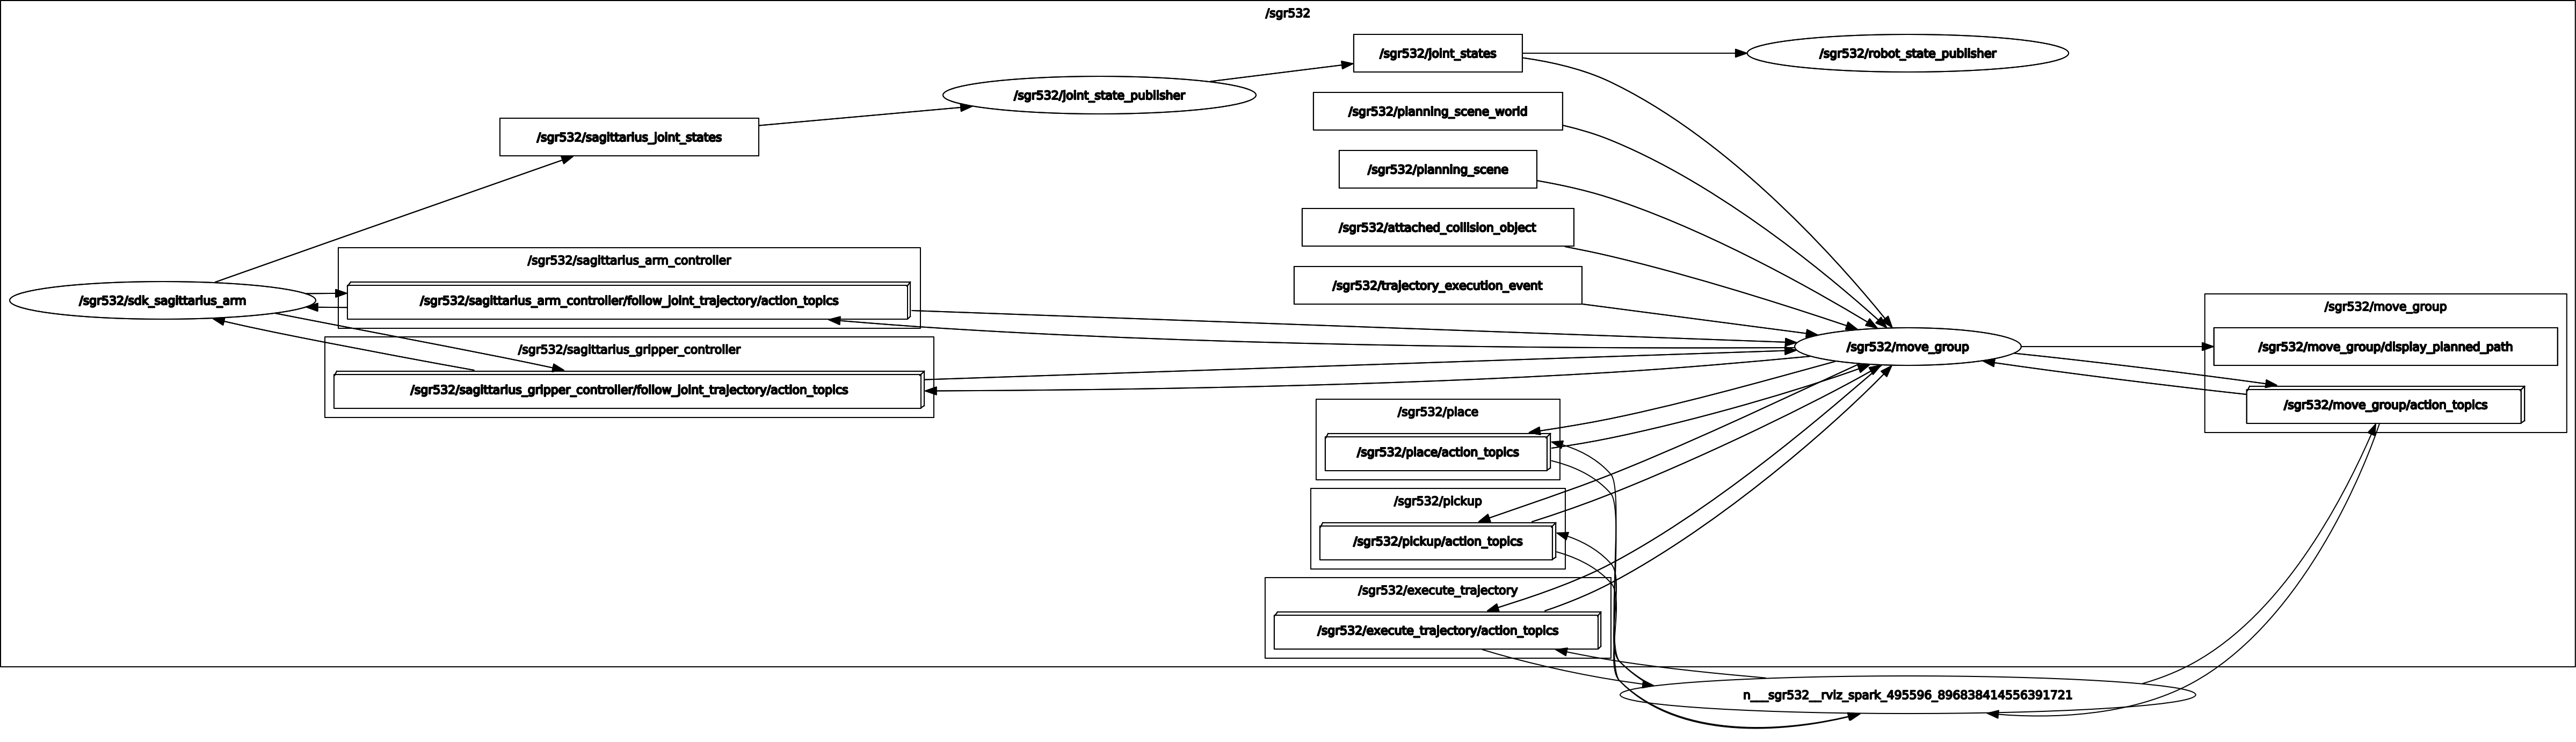 /sgr532
/sgr532/joint_states
/sgr532/robot_state_publisher
/sgr532/joint_state_publisher
/sgr532/planning_scene_world
/sgr532/sagittarius_joint_states
/sgr532/planning_scene
/sgr532/attached_collision_object
/sgr532/sagittarius_arm_controller
/sgr532/trajectory_execution_event
/sgr532/sdk_sagittarius_arm
/sgr532/sagittarius_arm_controller/follow_joint_trajectory/action_topics
/sgr532/move_group
/sgr532/sagittarius_gripper_controller
/sgr532/move_group
/sgr532/move_group/display_planned_path
/sgr532/sagittarius_gripper_controller/follow_joint_trajectory/action_topics
/sgr532/move_group/action_topics
/sgr532/place
/sgr532/place/action_topics
/sgr532/pickup
/sgr532/pickup/action_topics
/sgr532/execute_trajectory
/sgr532/execute_trajectory/action_topics
n___sgr532__rviz_spark_495596_896838414556391721